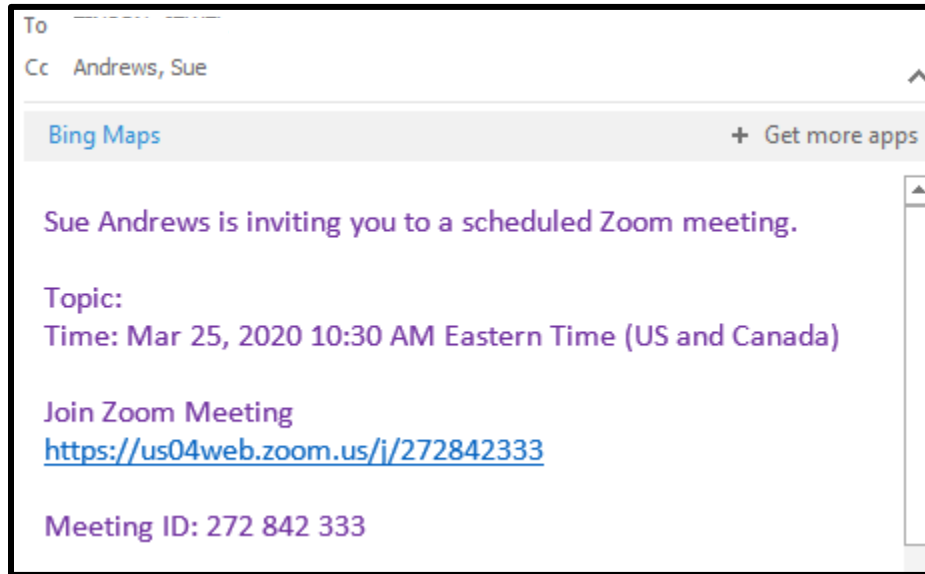 To
Cc Andrews, Sue
Bing Maps + Get more apps
Sue Andrews is inviting you to a scheduled Zoom meeting.
Topic:
Time: Mar 25, 2020 10:30 AM Eastern Time (US and Canada)
Join Zoom Meeting
https://us04web.zoom.us/j/272842333
Meeting ID: 272 842 333